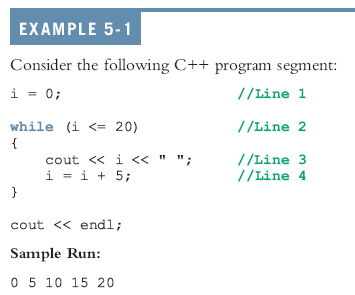 EXAMPLE 5-1
Consider the following C++ program segment:
i = 0; //Line 1
while (i <= 20) //Line 2
{
cout << i << " "; //Line 3
i = i + 5; //Line 4
}
cout << endl;
Sample Run:
0 5 10 15 20